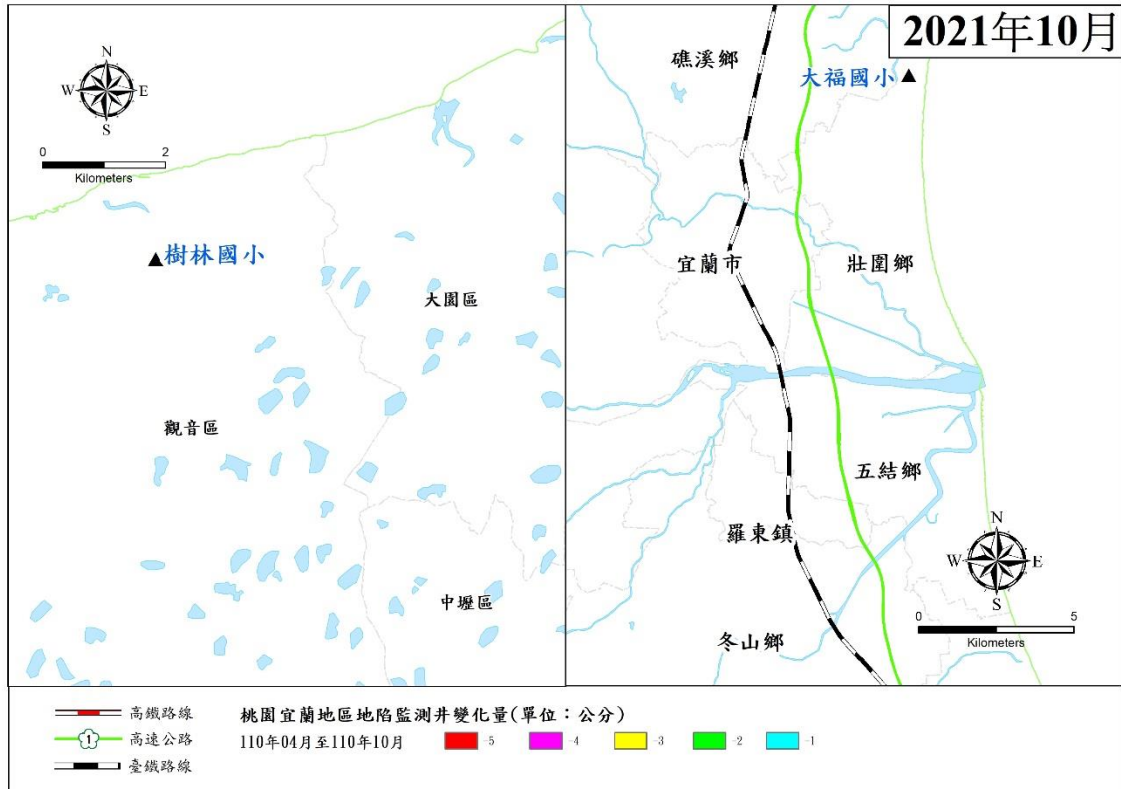 2021年10月
N
W E
S
0 2
Kilometers
樹林國小
大園區
觀音區
中壢區
礁溪鄉
大福國小
宜蘭市
壯圍鄉
五結鄉
羅東鎮
冬山鄉
N
W E
S
0 5
Kilometers
高鐵路線
1 高速公路
臺鐵路線
桃園宜蘭地區地陷監測井變化量(單位：公分)
110年04月至110年10月 -5 -4 -3 -2 -1